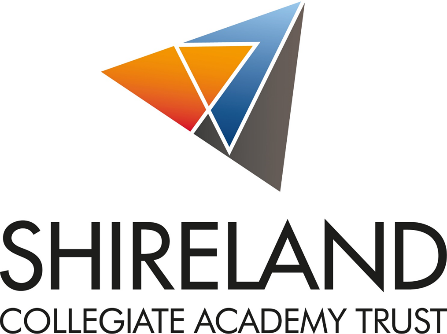 SHIRELAND
COLLEGIATE ACADEMY TRUST